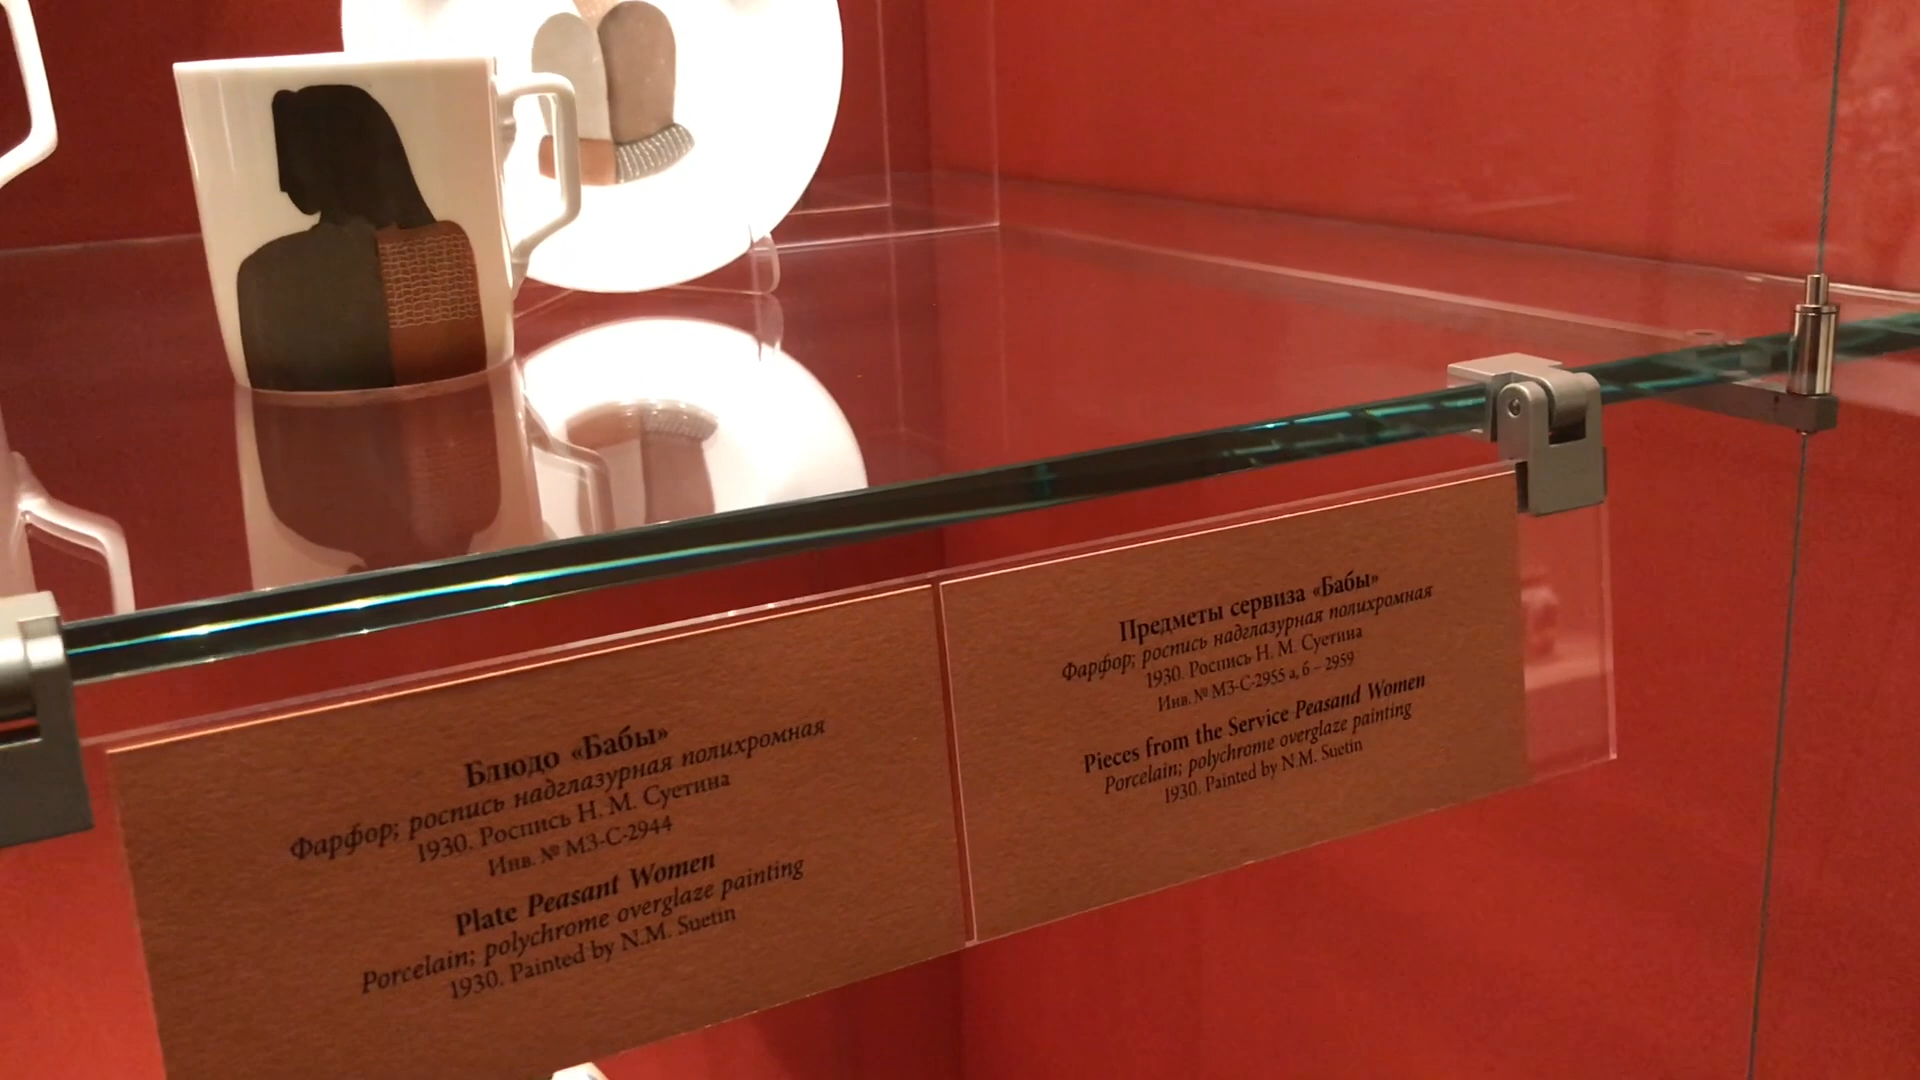 Блюдо «Бабы»
Фарфор; роспись надглазурная полихромная
1930. Роспись Н. М. Суетина
Инв. № МЗ-С-2944
Plate Peasant Women
Porcelain; polychrome overglaze painting
1930. Painted by N.M. Suetin
Предметы сервиза «Бабы»
Фарфор; роспись надглазурная полихромная
1930. Роспись Н. М. Суетина
Инв. № МЗ-С-2955 а, б – 2959
Pieces from the Service Peasand Women
Porcelain; polychrome overglaze painting
1930. Painted by N.M. Suetin